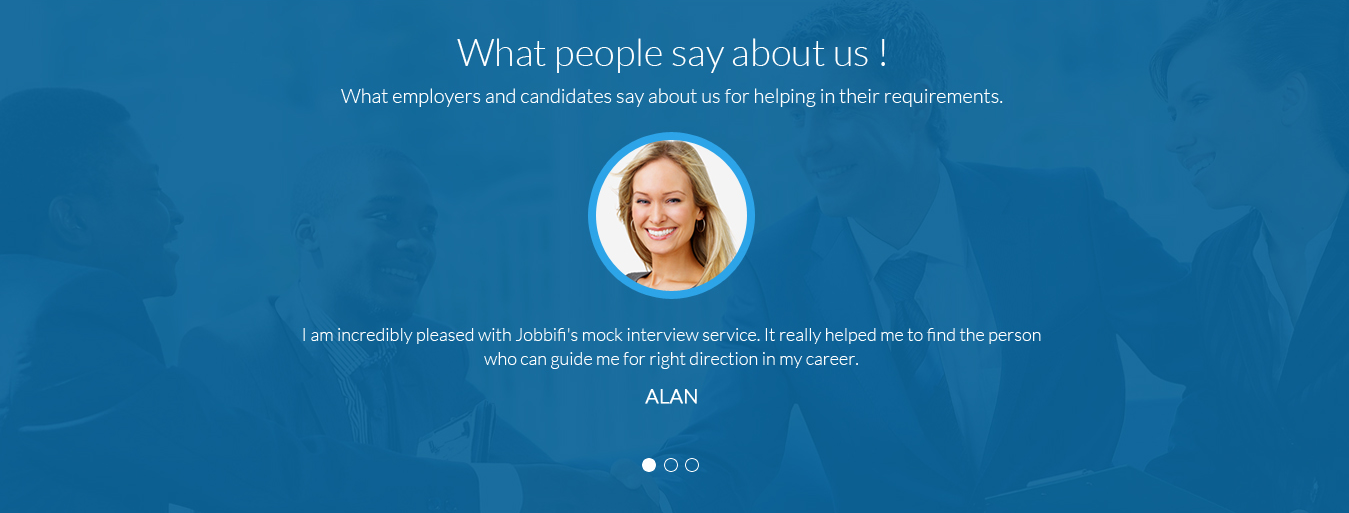 What people say about us !
What employers and candidates say about us for helping in their requirements.
I am incredibly pleased with Jobbifi's mock interview service. It really helped me to find the person
who can guide me for right direction in my career.
ALAN